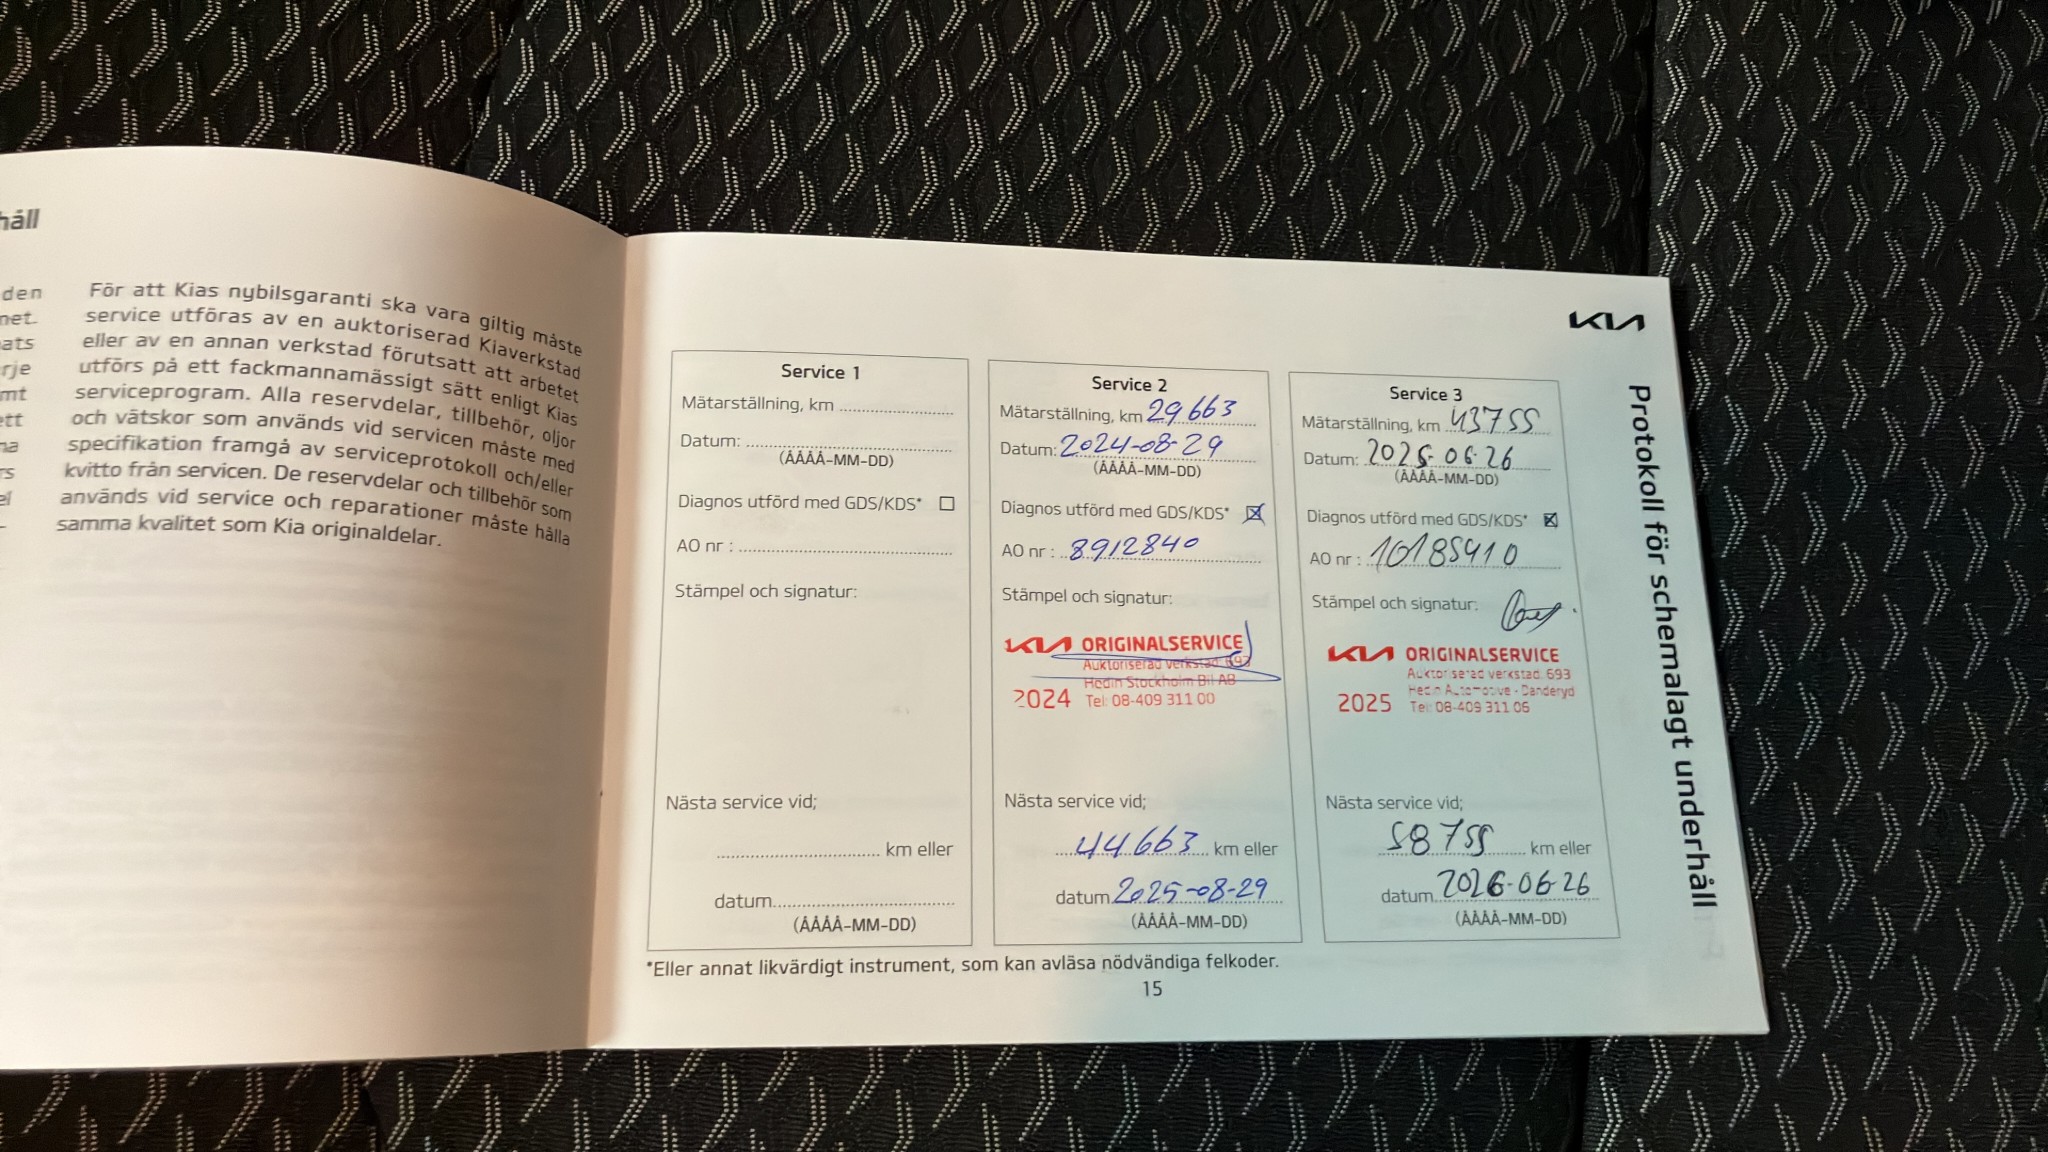 håll
den
net.
ats
rje
mt
ett
na
rs
el
-
För att Kias nybilsgaranti ska vara giltig måste
service utföras av en auktoriserad Kiaverkstad
eller av en annan verkstad förutsatt att arbetet
utförs på ett fackmannamässigt sätt enligt Kias
serviceprogram. Alla reservdelar, tillbehör, oljor
och vätskor som används vid servicen måste med
specifikation framgå av serviceprotokoll och/eller
kvitto från servicen. De reservdelar och tillbehör som
används vid service och reparationer måste hålla
samma kvalitet som Kia originaldelar.
KIA
Protokoll för schemalagt underhåll
Service 1
Mätarställning, km
Datum:
(ÅÅÅÅ-MM-DD)
Diagnos utförd med GDS/KDS* ☐
AO nr :
Stämpel och signatur:
Nästa service vid;
km eller
datum
(ÅÅÅÅ-MM-DD)
Service 2
Mätarställning, km 29663
Datum: 2024-08-29
(ÅÅÅÅ-MM-DD)
Diagnos utförd med GDS/KDS* ☒
AO nr : 8912840
Stämpel och signatur:
KIA ORIGINALSERVICE
Auktoriserad verkstad: 693
Hedin Stockholm Bil AB
2024 Tel: 08-409 311 00
Nästa service vid;
44663 km eller
datum 2025-08-29
(ÅÅÅÅ-MM-DD)
Service 3
Mätarställning, km 43755
Datum: 2025-06-26
(ÅÅÅÅ-MM-DD)
Diagnos utförd med GDS/KDS* ☒
AO nr : 10185910
Stämpel och signatur:
KIA ORIGINALSERVICE
Auktoriserad verkstad: 693
Hedin Automotive - Danderyd
2025 Tel: 08-409 311 06
Nästa service vid;
58755 km eller
datum 2026-06-26
(ÅÅÅÅ-MM-DD)
*Eller annat likvärdigt instrument, som kan avläsa nödvändiga felkoder.
15